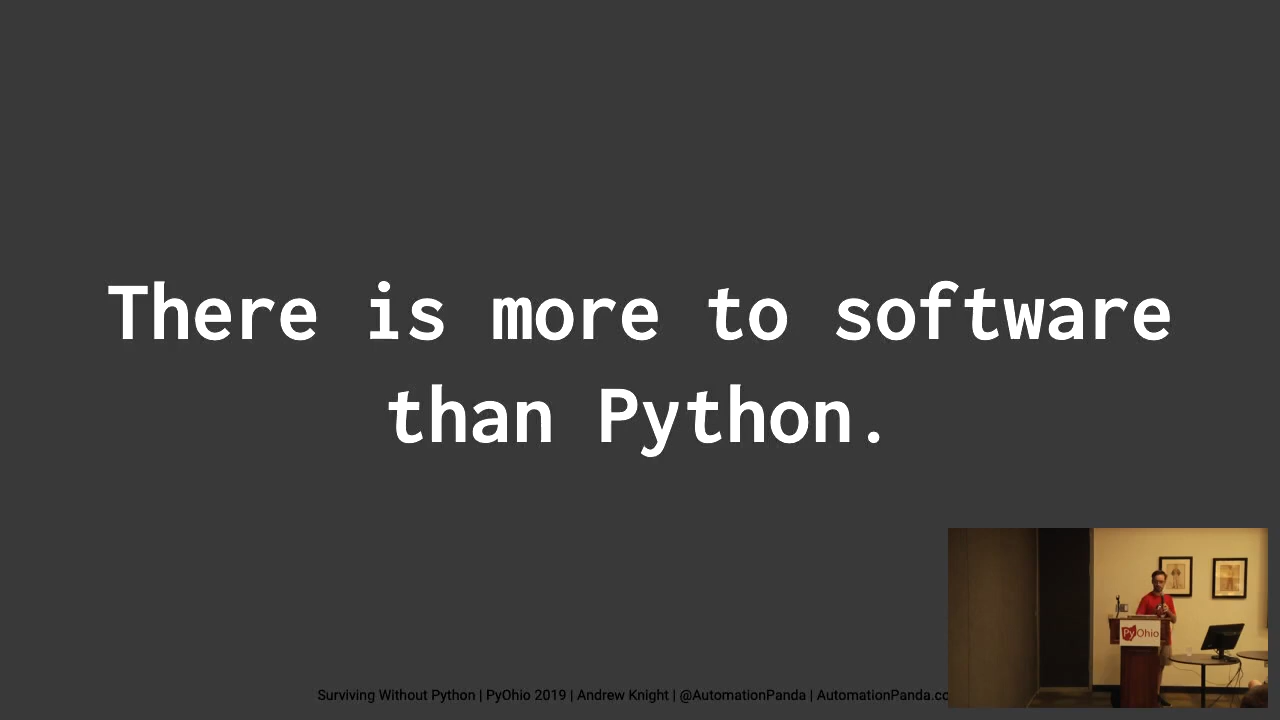 There is more to software
than Python.
PyOhio
Surviving Without Python | PyOhio 2019 | Andrew Knight | @AutomationPanda | AutomationPanda.co